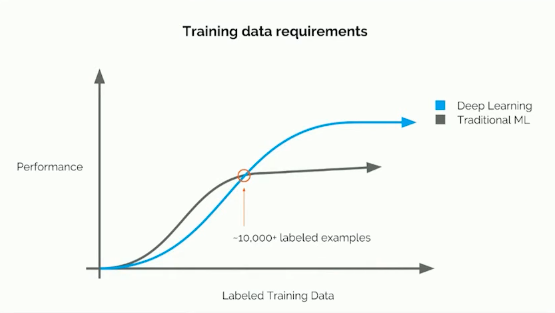 Training data requirements
Deep Learning
Traditional ML
Performance
~10,000+ labeled examples
Labeled Training Data